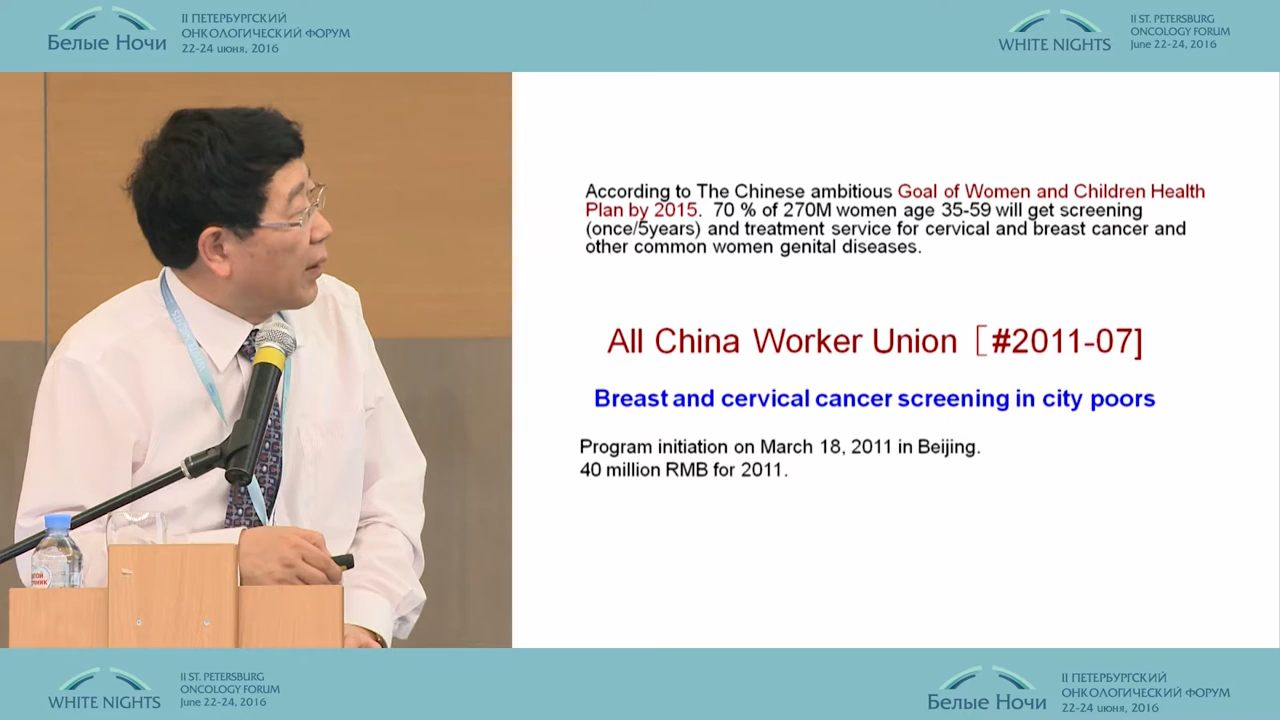 Белые Ночи
II ПЕТЕРБУРГСКИЙ
ОНКОЛОГИЧЕСКИЙ ФОРУМ
22-24 июня, 2016
WHITE NIGHTS
II ST. PETERSBURG
ONCOLOGY FORUM
June 22-24, 2016
According to The Chinese ambitious Goal of Women and Children Health
Plan by 2015. 70 % of 270M women age 35-59 will get screening
(once/5years) and treatment service for cervical and breast cancer and
other common women genital diseases.
All China Worker Union［#2011-07]
Breast and cervical cancer screening in city poors
Program initiation on March 18, 2011 in Beijing.
40 million RMB for 2011.
WHITE NIGHTS
II ST. PETERSBURG
ONCOLOGY FORUM
June 22-24, 2016
Белые Ночи
II ПЕТЕРБУРГСКИЙ
ОНКОЛОГИЧЕСКИЙ ФОРУМ
22-24 июня, 2016